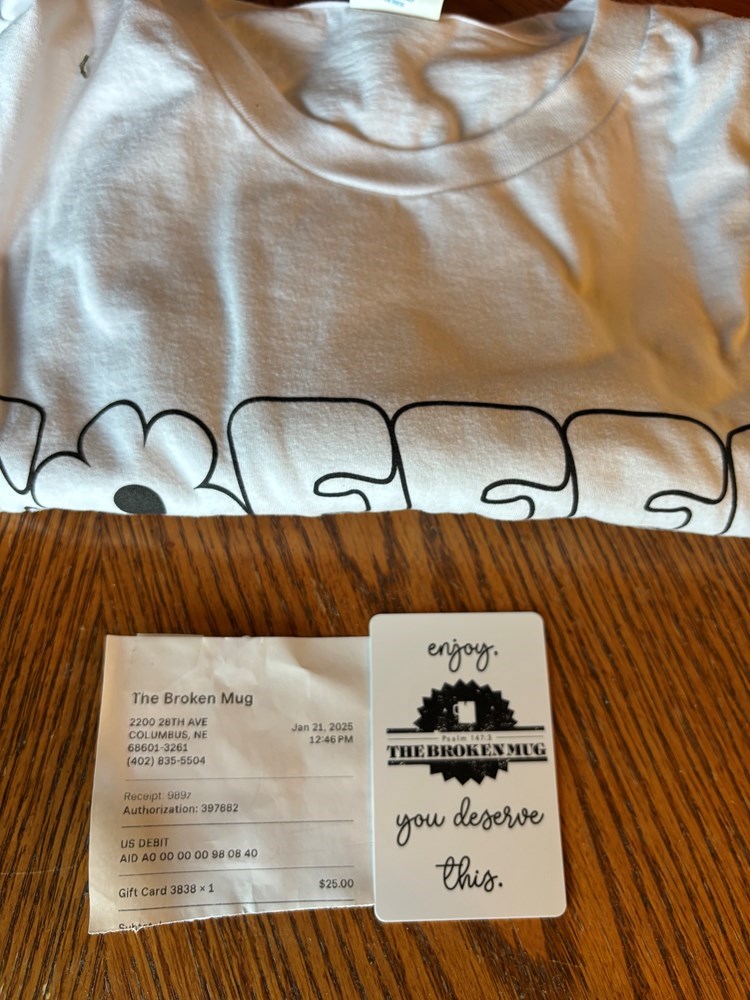 The Broken Mug
2200 28TH AVE
COLUMBUS, NE
68601-3261
(402) 835-5504
Jan 21, 2025
12:46 PM
Receipt: 9897
Authorization: 397882
US DEBIT
AID A0 00 00 00 98 08 40
Gift Card 3838 × 1 $25.00
enjoy.
Psalm 147:3
THE BROKEN MUG
you deserve
this.